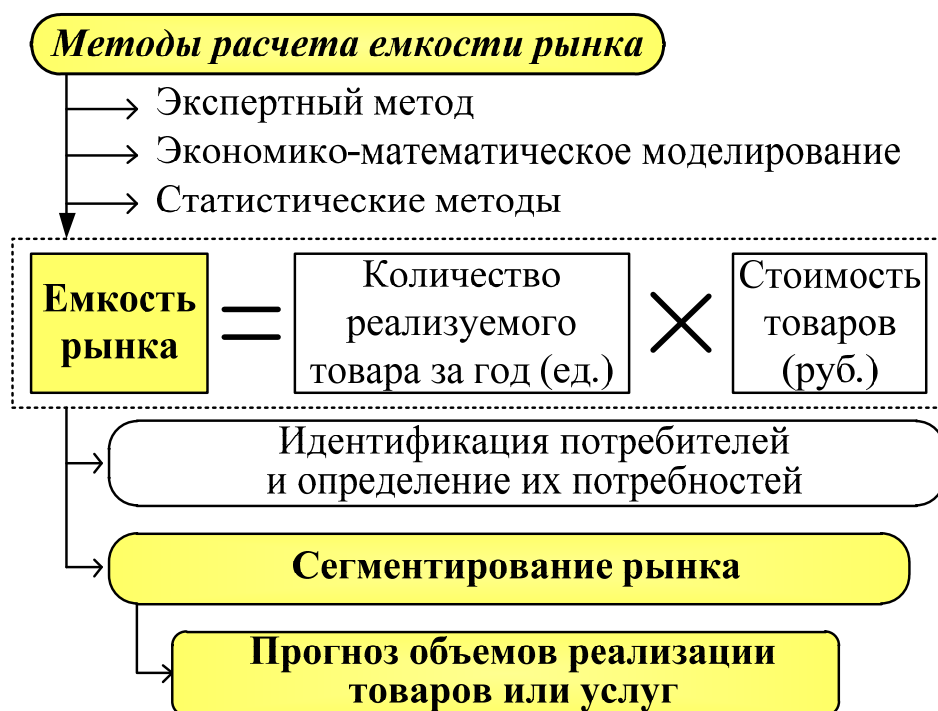 Методы расчета емкости рынка
Экспертный метод
Экономико-математическое моделирование
Статистические методы
Емкость
рынка
=
Количество
реализуемого
товара за год (ед.)
×
Стоимость
товаров
(руб.)
Идентификация потребителей
и определение их потребностей
Сегментирование рынка
Прогноз объемов реализации
товаров или услуг